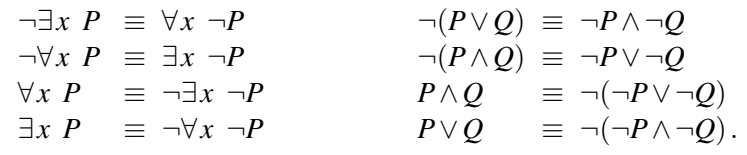 ¬∃x P ≡ ∀x ¬P ¬(P∨Q) ≡ ¬P∧¬Q
¬∀x P ≡ ∃x ¬P ¬(P∧Q) ≡ ¬P∨¬Q
∀x P ≡ ¬∃x ¬P P∧Q ≡ ¬(¬P∨¬Q)
∃x P ≡ ¬∀x ¬P P∨Q ≡ ¬(¬P∧¬Q).